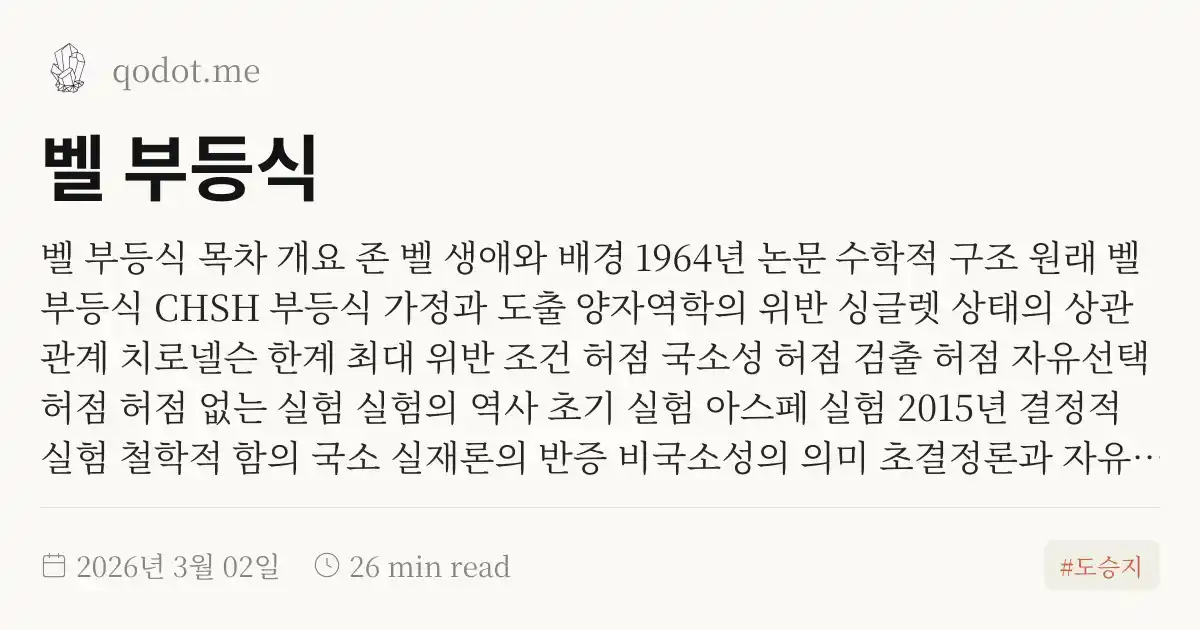 qodot.me
벨 부등식
벨 부등식 목차 개요 존 벨 생애와 배경 1964년 논문 수학적 구조 원래 벨
부등식 CHSH 부등식 가정과 도출 양자역학의 위반 싱글렛 상태의 상관
관계 치로넬슨 한계 최대 위반 조건 허점 국소성 허점 검출 허점 자유선택
허점 허점 없는 실험 실험의 역사 초기 실험 아스페 실험 2015년 결정적
실험 철학적 함의 국소 실재론의 반증 비국소성의 의미 초결정론과 자유…
2026년 3월 02일 26 min read #도승지